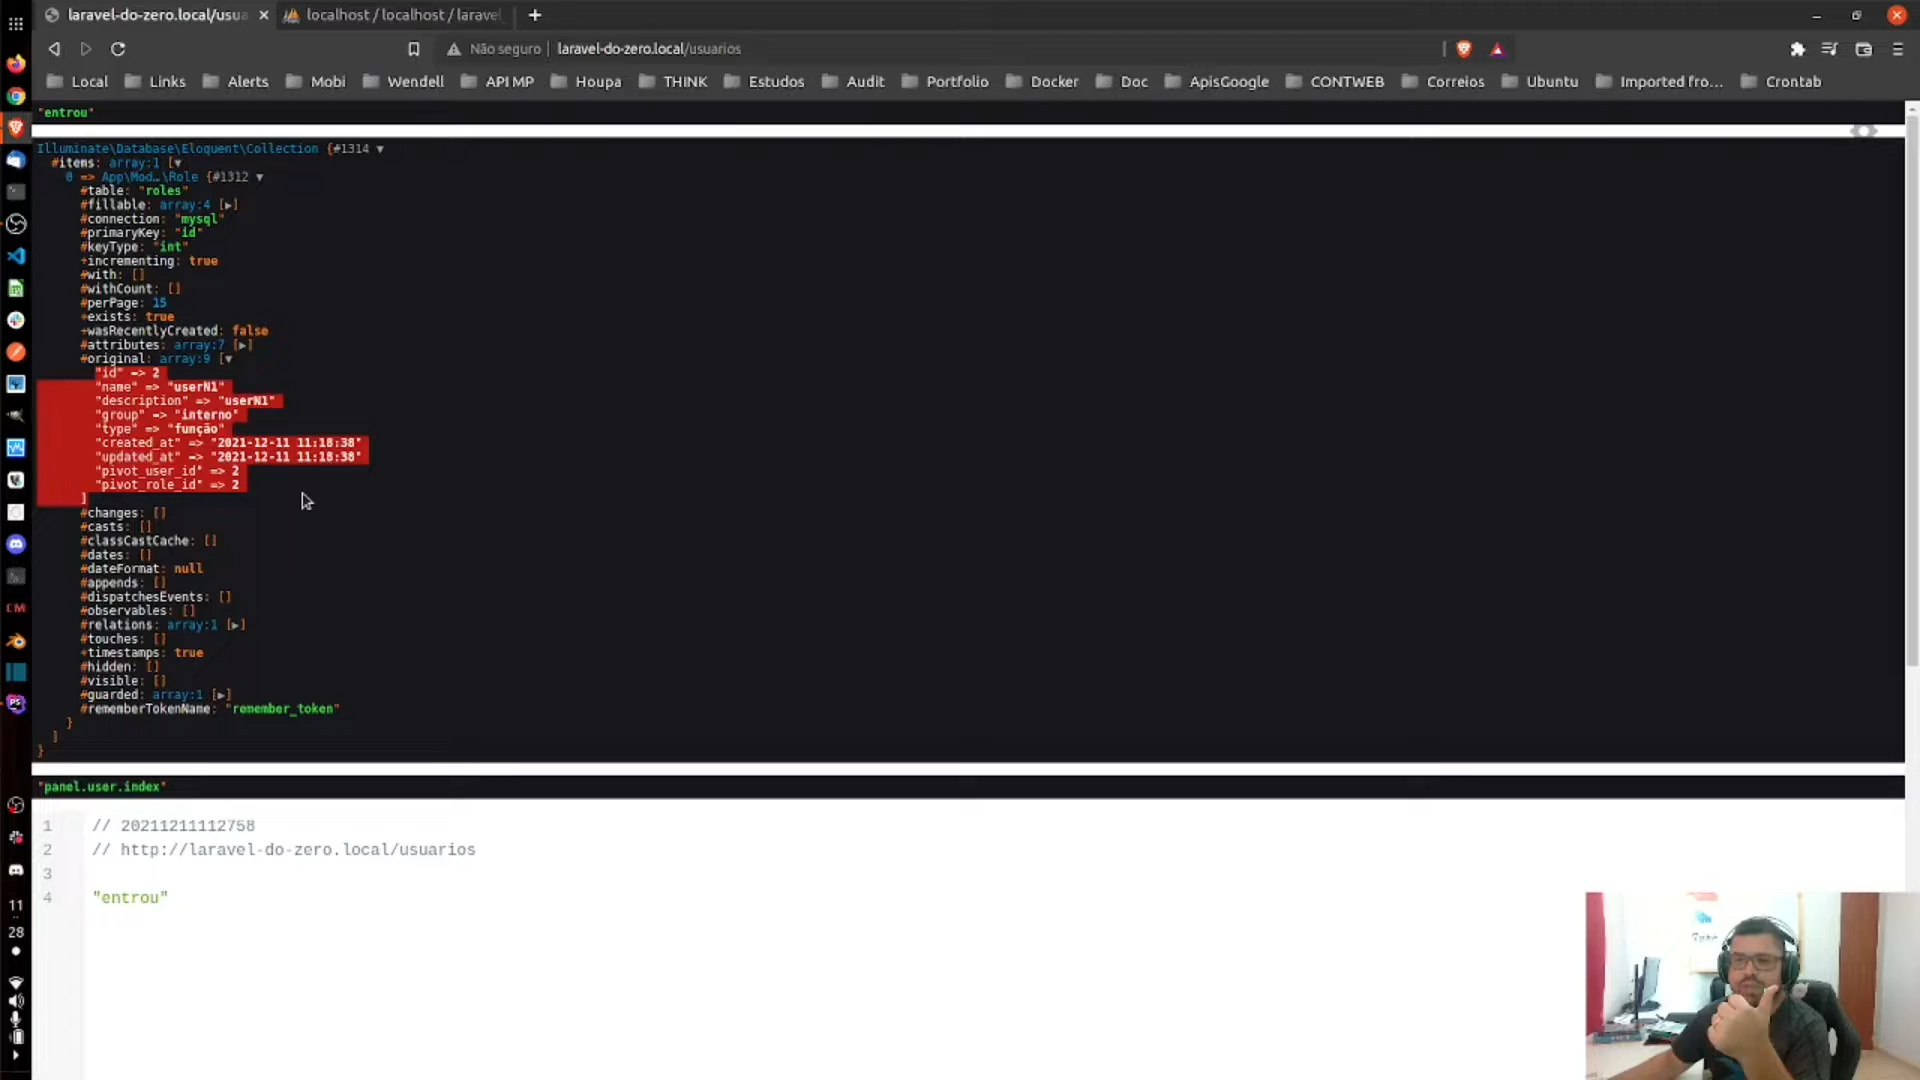 laravel-do-zero.local/usua
localhost / localhost / larave
Não seguro
laravel-do-zero.local/usuarios
Local Links Alerts Mobi Wendell API MP Houpa THINK Estudos Audit Portfolio Docker Doc ApisGoogle CONTWEB Correios Ubuntu Imported fro... Crontab
"entrou"
Illuminate\Database\Eloquent\Collection {#1314 ▼
#items: array:1 [▼
0 => App\Mod…\Role {#1312 ▼
#table: "roles"
#fillable: array:4 [▶]
#connection: "mysql"
#primaryKey: "id"
#keyType: "int"
+incrementing: true
#with: []
#withCount: []
#perPage: 15
+exists: true
+wasRecentlyCreated: false
#attributes: array:7 [▶]
#original: array:9 [▼
"id" => 2
"name" => "userN1"
"description" => "userN1"
"group" => "interno"
"type" => "função"
"created_at" => "2021-12-11 11:18:38"
"updated_at" => "2021-12-11 11:18:38"
"pivot_user_id" => 2
"pivot_role_id" => 2
]
#changes: []
#casts: []
#classCastCache: []
#dates: []
#dateFormat: null
#appends: []
#dispatchesEvents: []
#observables: []
#relations: array:1 [▶]
#touches: []
+timestamps: true
#hidden: []
#visible: []
#guarded: array:1 [▶]
#rememberTokenName: "remember_token"
}
]
}
"panel.user.index"
1 // 20211211112758
2 // http://laravel-do-zero.local/usuarios
3
4 "entrou"
CM
PS
11
28